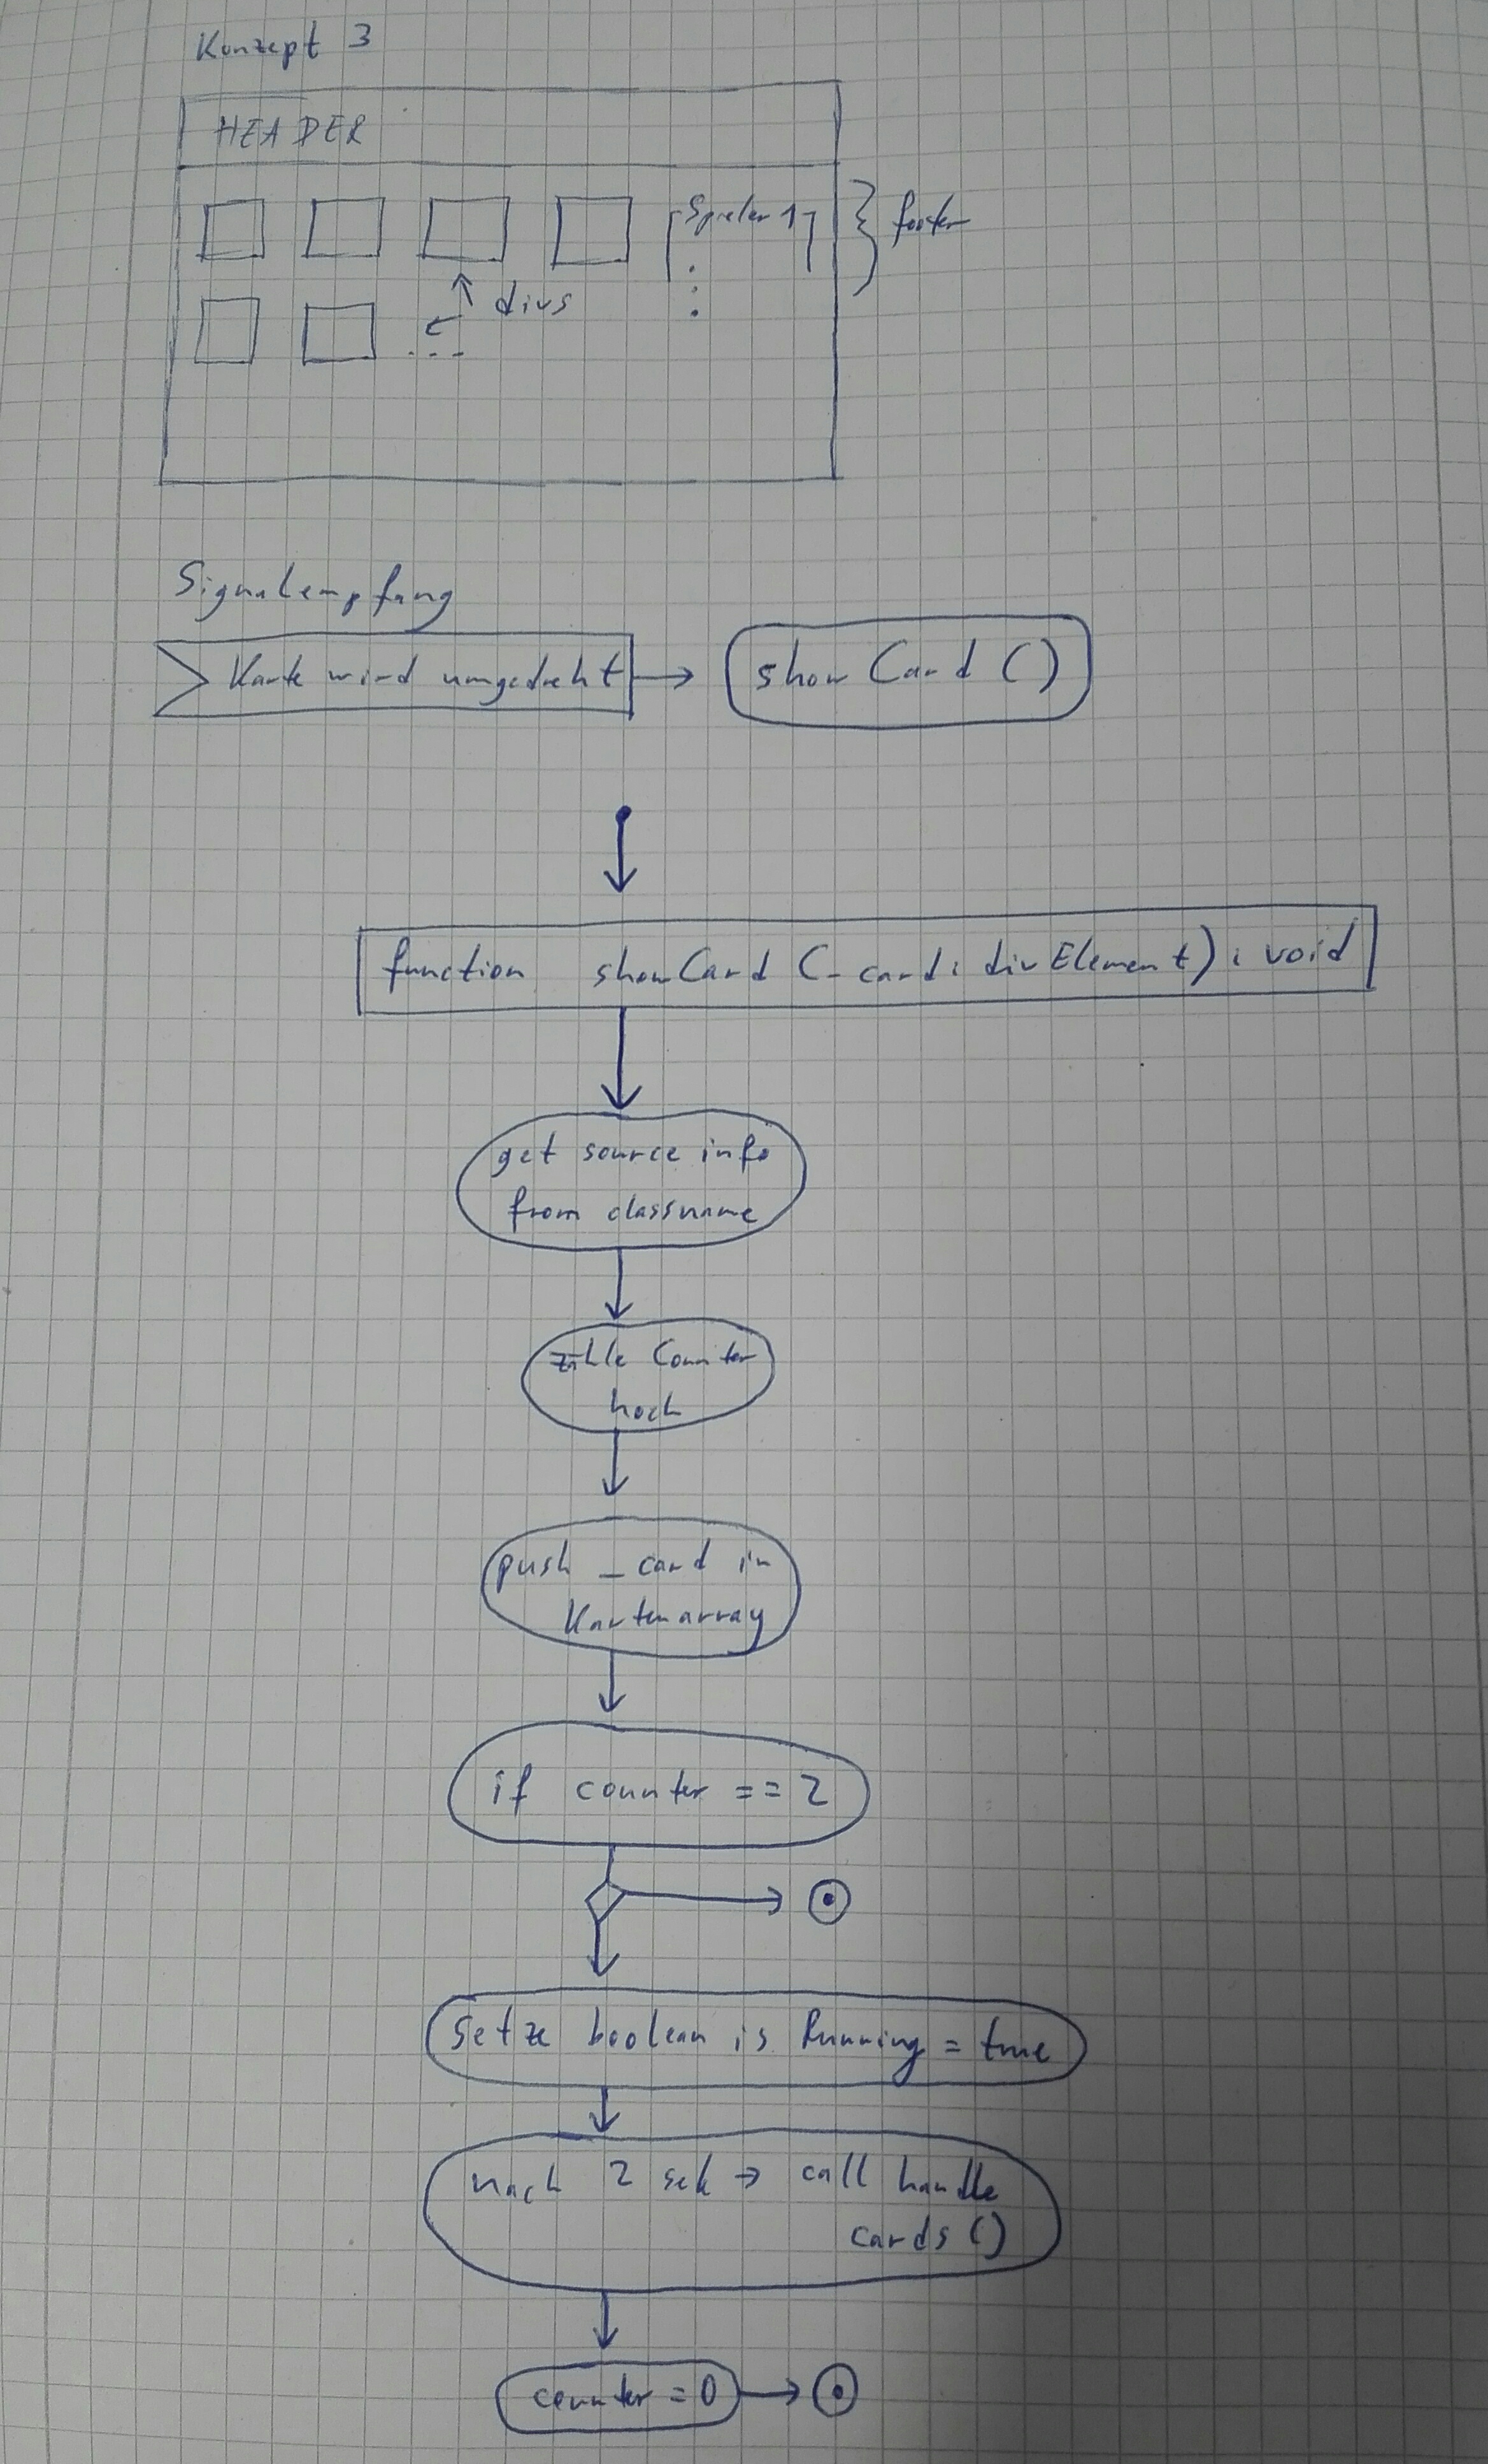 Konzept 3
HEADER
Spieler 1
footer
divs
Signalempfang
Karte wird umgedreht → showCard()
function showCard (_card: divElement): void
get source info
from classname
zähle Counter
hoch
push _card in
Kartenarray
if counter == 2
setze boolean isRunning = true
nach 2 sek → call handle
cards()
counter = 0